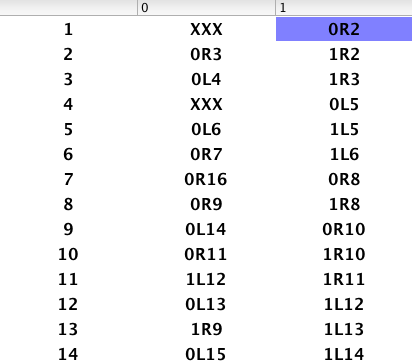 0 1
1 XXX 0R2
2 0R3 1R2
3 0L4 1R3
4 XXX 0L5
5 0L6 1L5
6 0R7 1L6
7 0R16 0R8
8 0R9 1R8
9 0L14 0R10
10 0R11 1R10
11 1L12 1R11
12 0L13 1L12
13 1R9 1L13
14 0L15 1L14